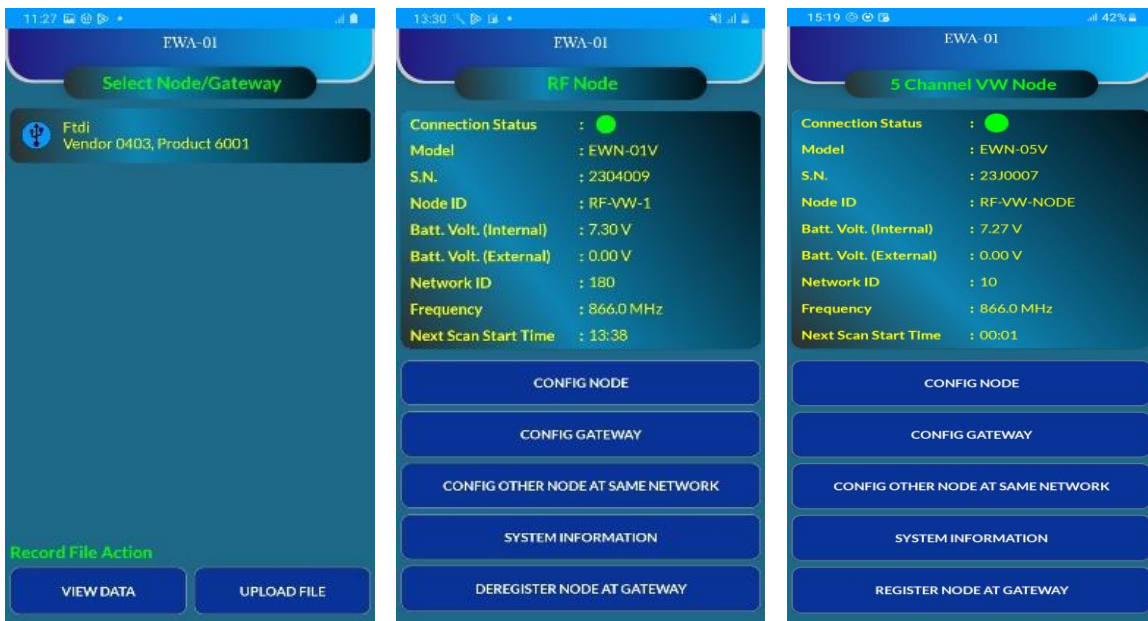 11:27
EWA-01
Select Node/Gateway
Ftdi
Vendor 0403, Product 6001
Record File Action
VIEW DATA
UPLOAD FILE
13:30
EWA-01
RF Node
Connection Status :
Model : EWN-01V
S.N. : 2304009
Node ID : RF-VW-1
Batt. Volt. (Internal) : 7.30 V
Batt. Volt. (External) : 0.00 V
Network ID : 180
Frequency : 866.0 MHz
Next Scan Start Time : 13:38
CONFIG NODE
CONFIG GATEWAY
CONFIG OTHER NODE AT SAME NETWORK
SYSTEM INFORMATION
DEREGISTER NODE AT GATEWAY
15:19 42%
EWA-01
5 Channel VW Node
Connection Status :
Model : EWN-05V
S.N. : 23J0007
Node ID : RF-VW-NODE
Batt. Volt. (Internal) : 7.27 V
Batt. Volt. (External) : 0.00 V
Network ID : 10
Frequency : 866.0 MHz
Next Scan Start Time : 00:01
CONFIG NODE
CONFIG GATEWAY
CONFIG OTHER NODE AT SAME NETWORK
SYSTEM INFORMATION
REGISTER NODE AT GATEWAY